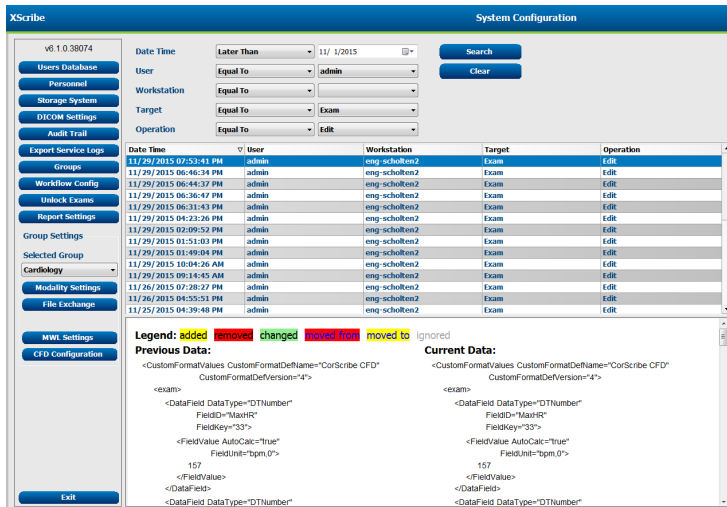 XScribe
System Configuration
v6.1.0.38074
Users Database
Personnel
Storage System
DICOM Settings
Audit Trail
Export Service Logs
Groups
Workflow Config
Unlock Exams
Report Settings
Group Settings
Selected Group
Cardiology
Modality Settings
File Exchange
MWL Settings
CFD Configuration
Exit
Date Time Later Than 11/ 1/2015 Search
User Equal To admin Clear
Workstation Equal To
Target Equal To Exam
Operation Equal To Edit
Date Time User Workstation Target Operation
11/29/2015 07:53:41 PM admin eng-scholten2 Exam Edit
11/29/2015 06:46:34 PM admin eng-scholten2 Exam Edit
11/29/2015 06:44:37 PM admin eng-scholten2 Exam Edit
11/29/2015 06:36:47 PM admin eng-scholten2 Exam Edit
11/29/2015 06:31:43 PM admin eng-scholten2 Exam Edit
11/29/2015 04:23:26 PM admin eng-scholten2 Exam Edit
11/29/2015 02:09:52 PM admin eng-scholten2 Exam Edit
11/29/2015 01:51:03 PM admin eng-scholten2 Exam Edit
11/29/2015 01:49:04 PM admin eng-scholten2 Exam Edit
11/29/2015 10:04:26 AM admin eng-scholten2 Exam Edit
11/29/2015 09:14:45 AM admin eng-scholten2 Exam Edit
11/26/2015 07:28:27 PM admin eng-scholten2 Exam Edit
11/26/2015 04:55:51 PM admin eng-scholten2 Exam Edit
11/25/2015 04:39:48 PM admin eng-scholten2 Exam Edit
Legend: added removed changed moved from moved to ignored
Previous Data:
<CustomFormatValues CustomFormatDefName="CorScribe CFD"
CustomFormatDefVersion="4">
<exam>
<DataField DataType="DTNumber"
FieldID="MaxHR"
FieldKey="33">
<FieldValue AutoCalc="true"
FieldUnit="bpm,0">
157
</FieldValue>
</DataField>
<DataField DataType="DTNumber"
Current Data:
<CustomFormatValues CustomFormatDefName="CorScribe CFD"
CustomFormatDefVersion="4">
<exam>
<DataField DataType="DTNumber"
FieldID="MaxHR"
FieldKey="33">
<FieldValue AutoCalc="true"
FieldUnit="bpm,0">
157
</FieldValue>
</DataField>
<DataField DataType="DTNumber"